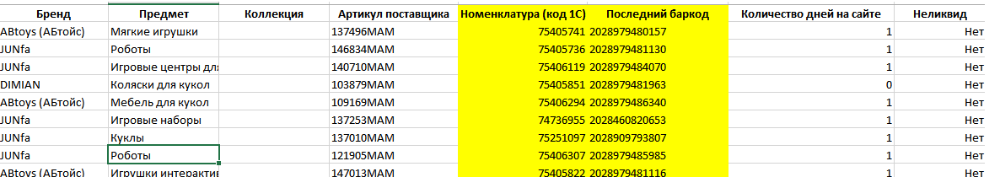 Бренд Предмет Коллекция Артикул поставщика Номенклатура (код 1С) Последний баркод Количество дней на сайте Неликвид
ABtoys (АБтойс) Мягкие игрушки 137496MAM 75405741 2028979480157 1 Нет
JUNfa Роботы 146834MAM 75405736 2028979481130 1 Нет
JUNfa Игровые центры для 140710MAM 75406119 2028979484070 1 Нет
DIMIAN Коляски для кукол 103879MAM 75405851 2028979481963 0 Нет
ABtoys (АБтойс) Мебель для кукол 109169MAM 75406294 2028979486340 1 Нет
JUNfa Игровые наборы 137253MAM 74736955 2028460820653 1 Нет
JUNfa Куклы 137010MAM 75251097 2028909793807 1 Нет
JUNfa Роботы 121905MAM 75406307 2028979485985 1 Нет
ABtoys (АБтойс) Игрушки интерактив 147013MAM 75405822 2028979481116 1 Нет